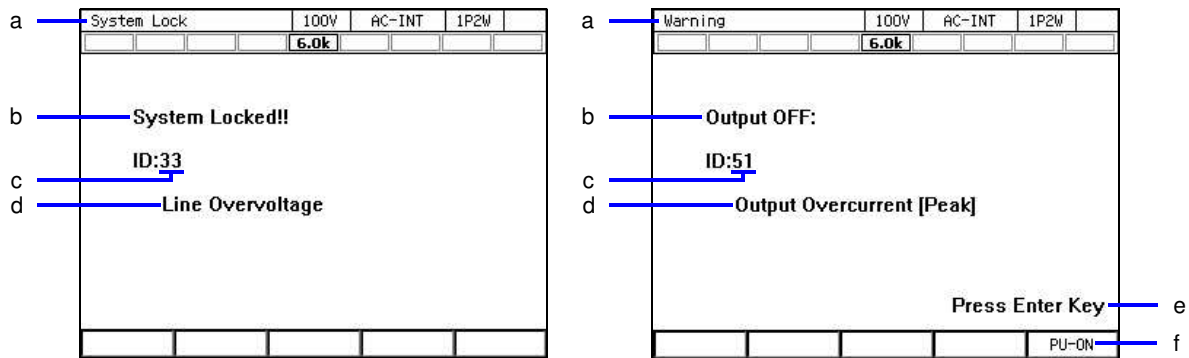 a System Lock 100V AC-INT 1P2W
6.0k
b System Locked!!
ID:33
c
d Line Overvoltage
a Warning 100V AC-INT 1P2W
6.0k
b Output OFF:
ID:51
c
d Output Overcurrent [Peak]
Press Enter Key e
PU-ON f